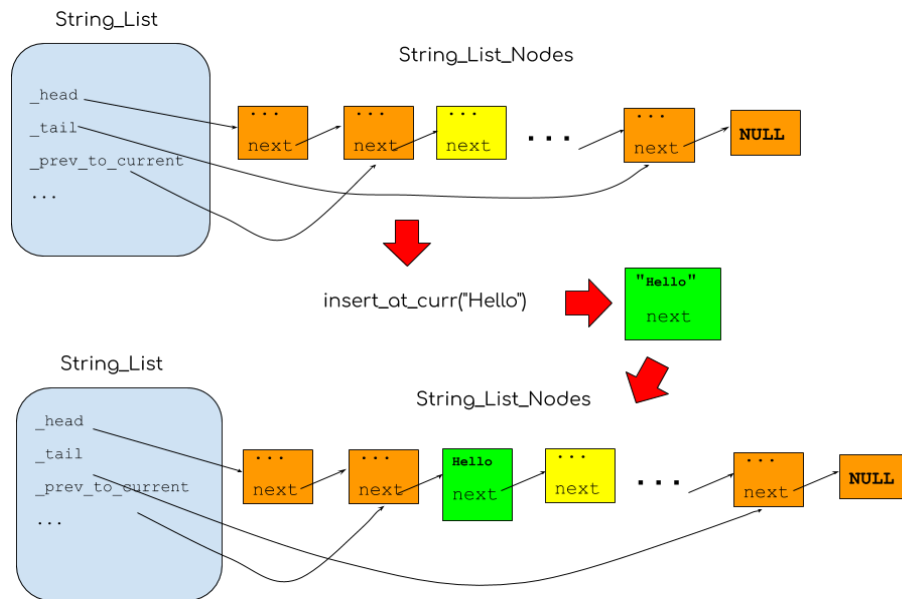 String_List
String_List_Nodes
_head
_tail
_prev_to_current
...
...
next
...
next
...
next
...
...
next
NULL
insert_at_curr("Hello")
"Hello"
next
String_List
String_List_Nodes
_head
_tail
_prev_to_current
...
...
next
...
next
Hello
next
...
next
...
...
next
NULL